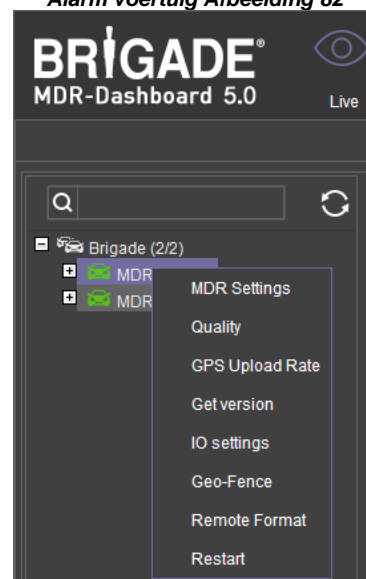 Alarm voertuig Afbeelding 82
BRIGADE®
MDR-Dashboard 5.0
Live
Brigade (2/2)
MDR
MDR
MDR Settings
Quality
GPS Upload Rate
Get version
IO settings
Geo-Fence
Remote Format
Restart